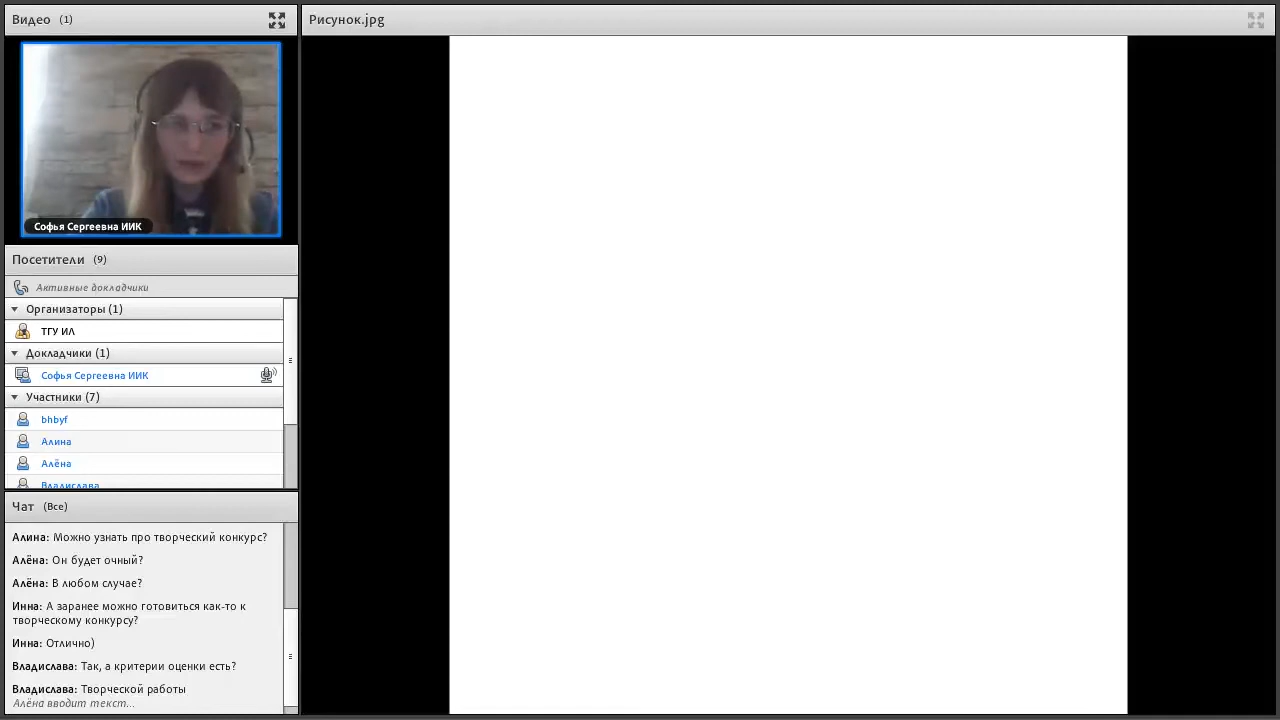 Видео (1)
Рисунок.jpg
Софья Сергеевна ИИК
Посетители (9)
Активные докладчики
Организаторы (1)
ТГУ ИЛ
Докладчики (1)
Софья Сергеевна ИИК
Участники (7)
bhbyf
Алина
Алёна
Владислава
Чат (Все)
Алина: Можно узнать про творческий конкурс?
Алёна: Он будет очный?
Алёна: В любом случае?
Инна: А заранее можно готовиться как-то к
творческому конкурсу?
Инна: Отлично)
Владислава: Так, а критерии оценки есть?
Владислава: Творческой работы
Алёна вводит текст...